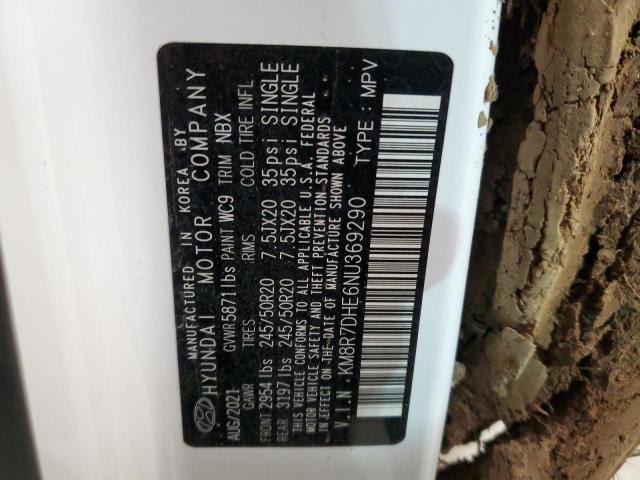 MANUFACTURED IN KOREA BY
HYUNDAI MOTOR COMPANY
AUG/2021 GVWR5871lbs PAINT WC9 TRIM NBX
GAWR TIRES RIMS COLD TIRE INFL
FRONT 2954 lbs 245/50R20 7.5JX20 35psi SINGLE
REAR 3197 lbs 245/50R20 7.5JX20 35psi SINGLE
THIS VEHICLE CONFORMS TO ALL APPLICABLE U.S.A. FEDERAL
MOTOR VEHICLE SAFETY AND THEFT PREVENTION STANDARDS
IN EFFECT ON THE DATE OF MANUFACTURE SHOWN ABOVE
V.I.N : KM8R7DHE6NU369290 TYPE : MPV